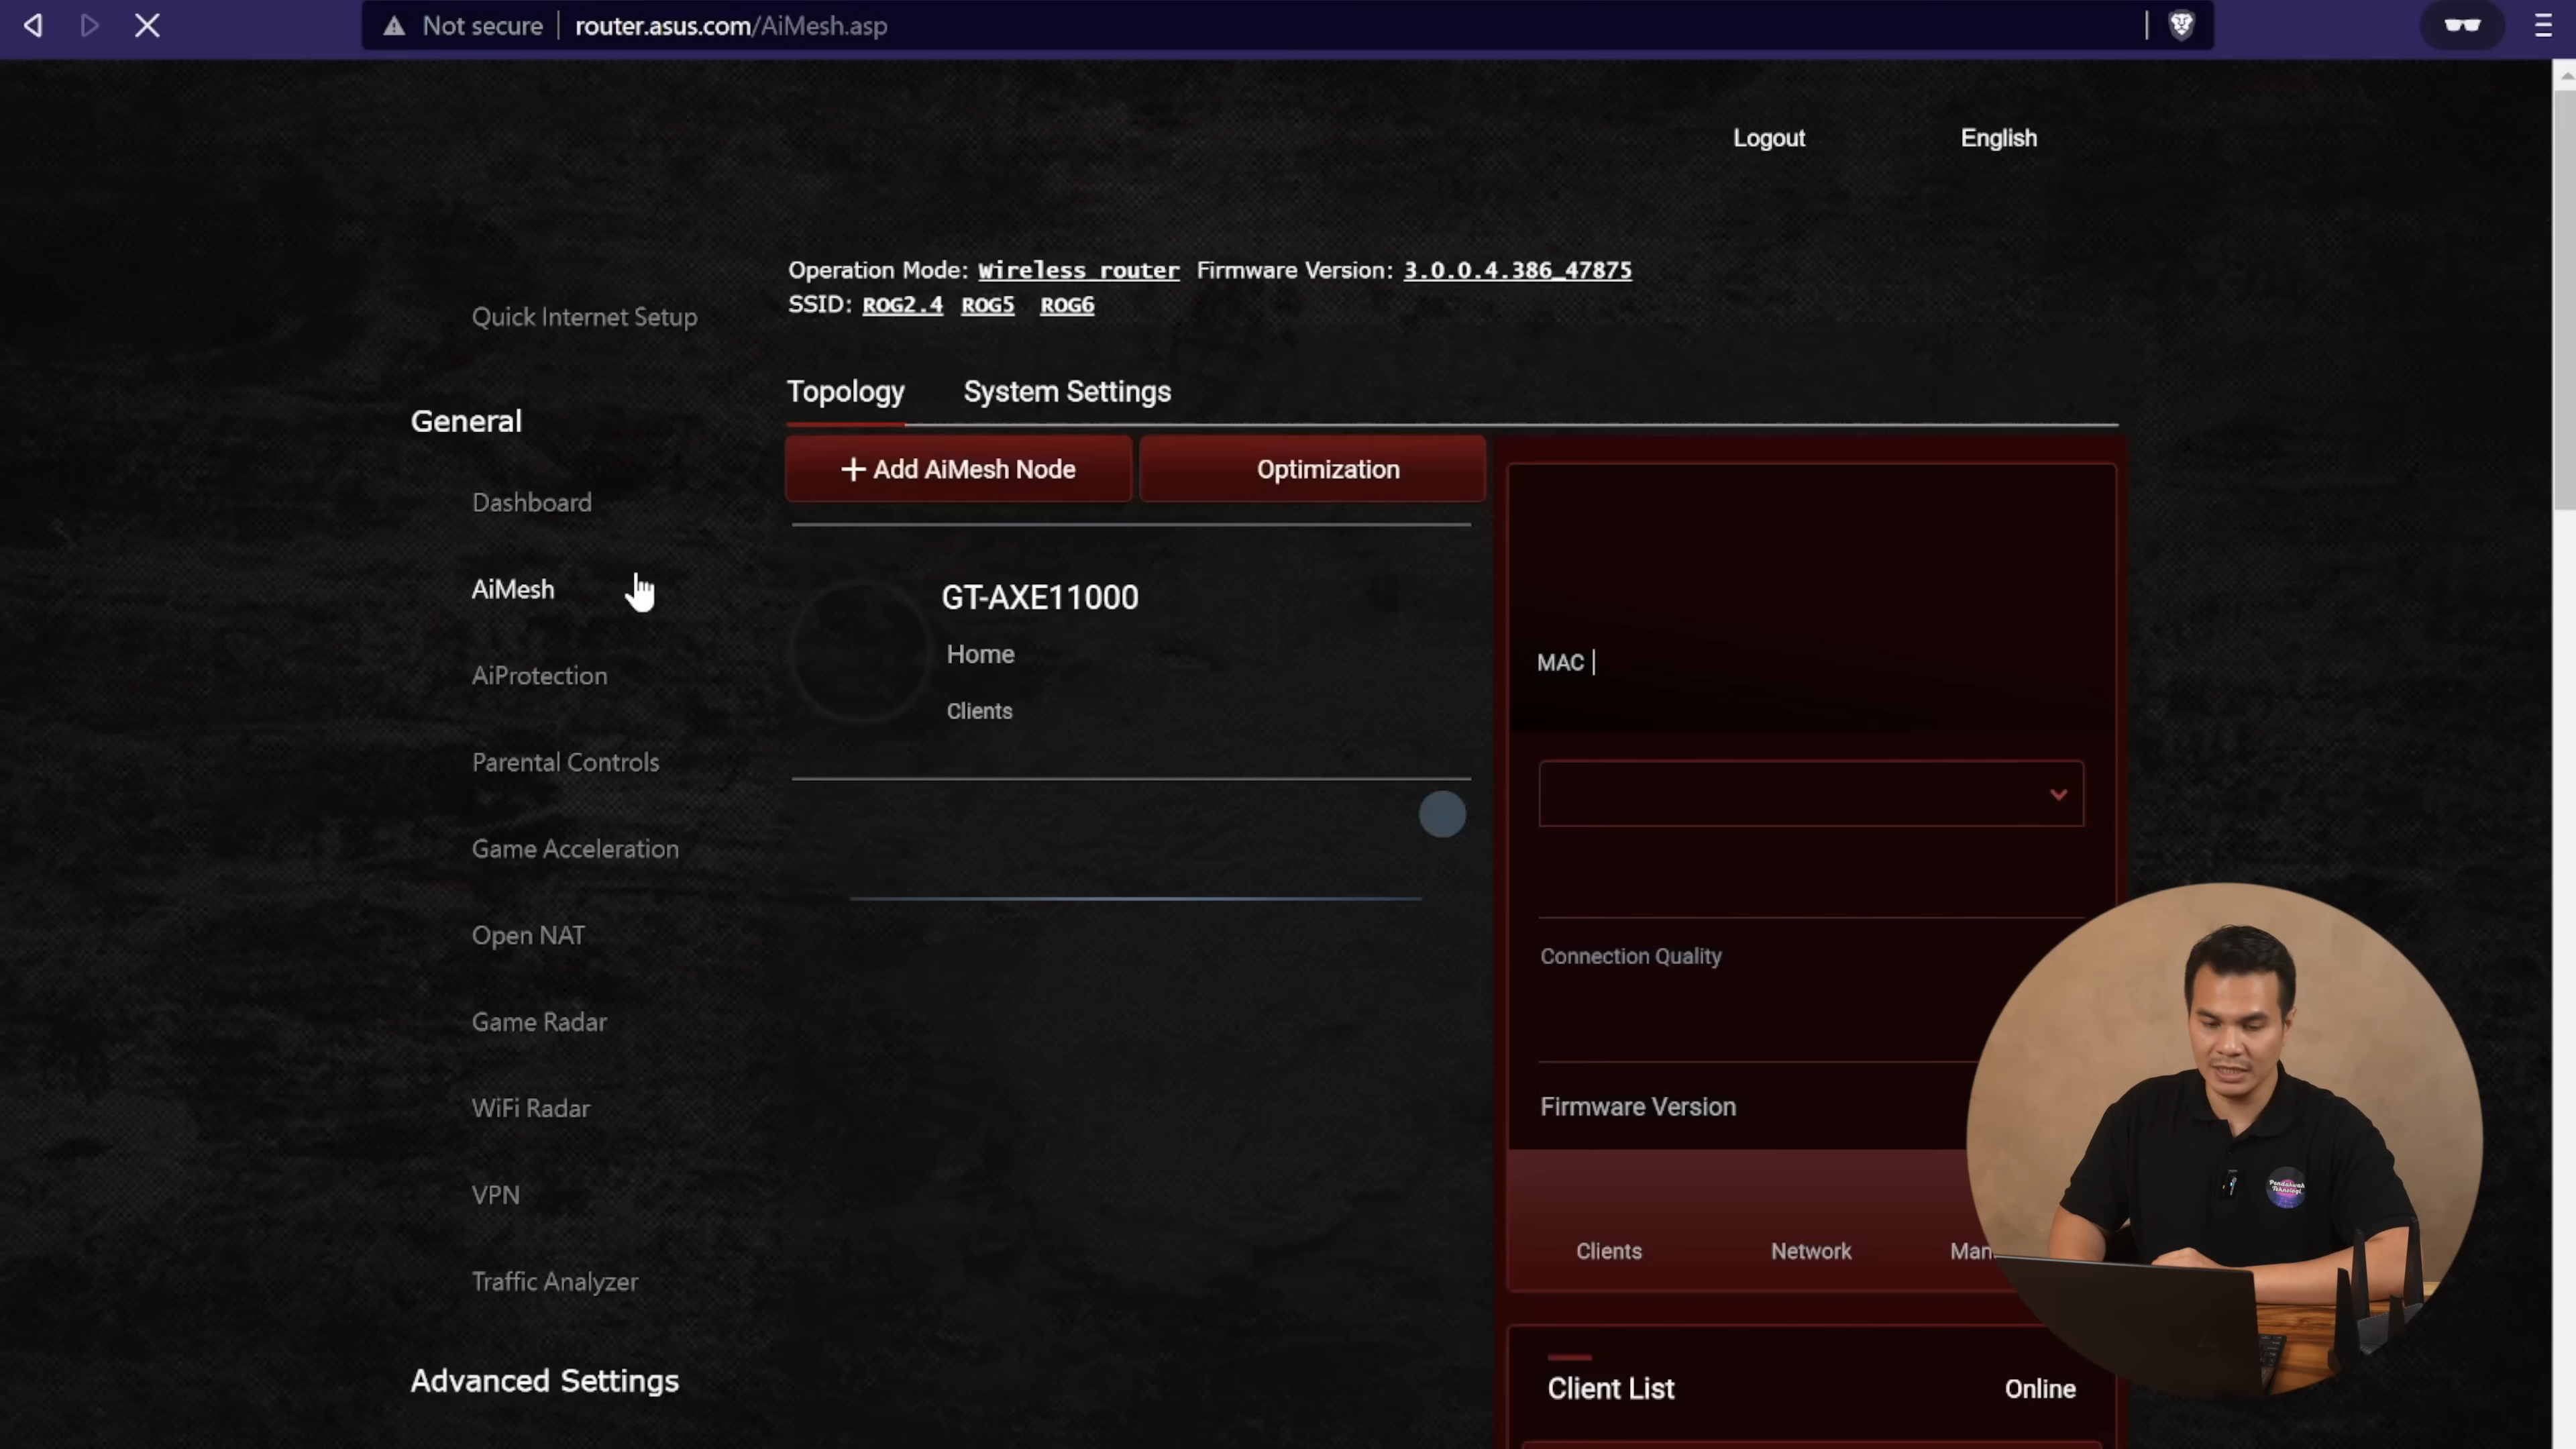 Not secure router.asus.com/AiMesh.asp
Logout English
Operation Mode: Wireless router Firmware Version: 3.0.0.4.386_47875
SSID: ROG2.4 ROG5 ROG6
Quick Internet Setup
General
Dashboard
AiMesh
AiProtection
Parental Controls
Game Acceleration
Open NAT
Game Radar
WiFi Radar
VPN
Traffic Analyzer
Advanced Settings
Topology System Settings
+ Add AiMesh Node Optimization
GT-AXE11000
Home
Clients
MAC |
Connection Quality
Firmware Version
Clients Network Man
Client List Online
Pendakwah
Teknologi